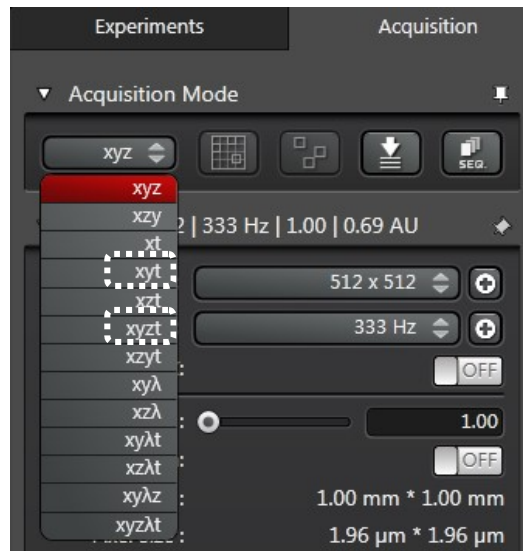 Experiments Acquisition
Acquisition Mode
xyz SEQ.
xyz
xzy 2 | 333 Hz | 1.00 | 0.69 AU
xt
xyt 512 x 512
xzt
xyzt 333 Hz
xzyt : OFF
xyλ
xzλ : 1.00
xyλt
xzλt : OFF
xyλz : 1.00 mm * 1.00 mm
xyzλt : 1.96 μm * 1.96 μm